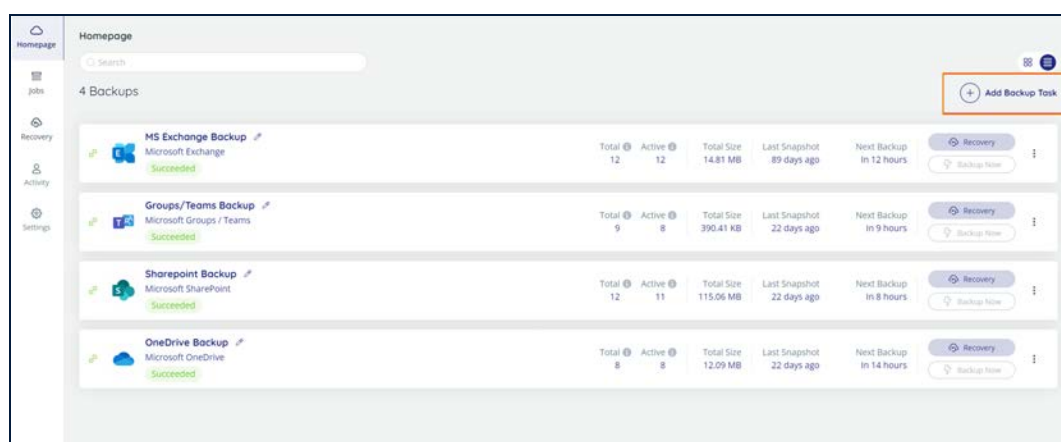 Homepage
Jobs
Recovery
Activity
Settings
Homepage
Search
4 Backups
Add Backup Task
MS Exchange Backup
Microsoft Exchange
Succeeded
Total Active Total Size Last Snapshot Next Backup
12 12 14.81 MB 89 days ago In 12 hours
Recovery
Backup Now
Groups/Teams Backup
Microsoft Groups / Teams
Succeeded
Total Active Total Size Last Snapshot Next Backup
9 8 390.41 KB 22 days ago In 9 hours
Recovery
Backup Now
Sharepoint Backup
Microsoft SharePoint
Succeeded
Total Active Total Size Last Snapshot Next Backup
12 11 115.06 MB 22 days ago In 8 hours
Recovery
Backup Now
OneDrive Backup
Microsoft OneDrive
Succeeded
Total Active Total Size Last Snapshot Next Backup
8 8 12.09 MB 22 days ago In 14 hours
Recovery
Backup Now